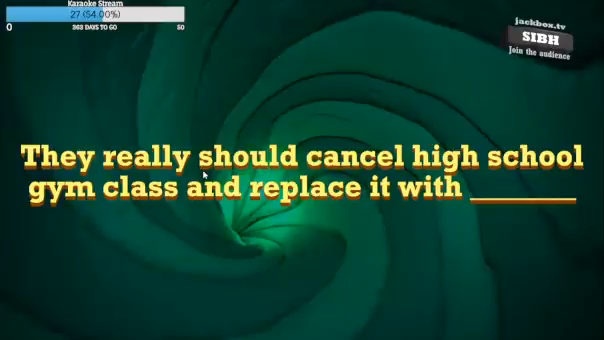 Karaoke Stream
27 (54.00%)
0
363 DAYS TO GO
50
jackbox.tv
SIBH
Join the audience
They really should cancel high school
gym class and replace it with ________